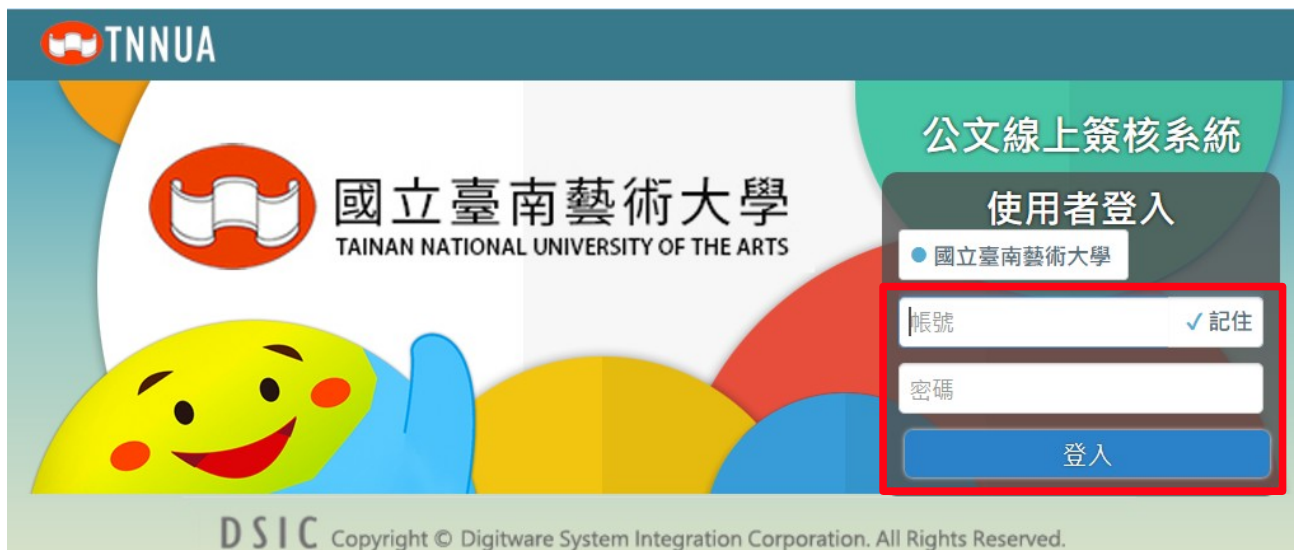 TNNUA
公文線上簽核系統
國立臺南藝術大學
TAINAN NATIONAL UNIVERSITY OF THE ARTS
使用者登入
國立臺南藝術大學
帳號
✓記住
密碼
登入
DSIC Copyright © Digitware System Integration Corporation. All Rights Reserved.